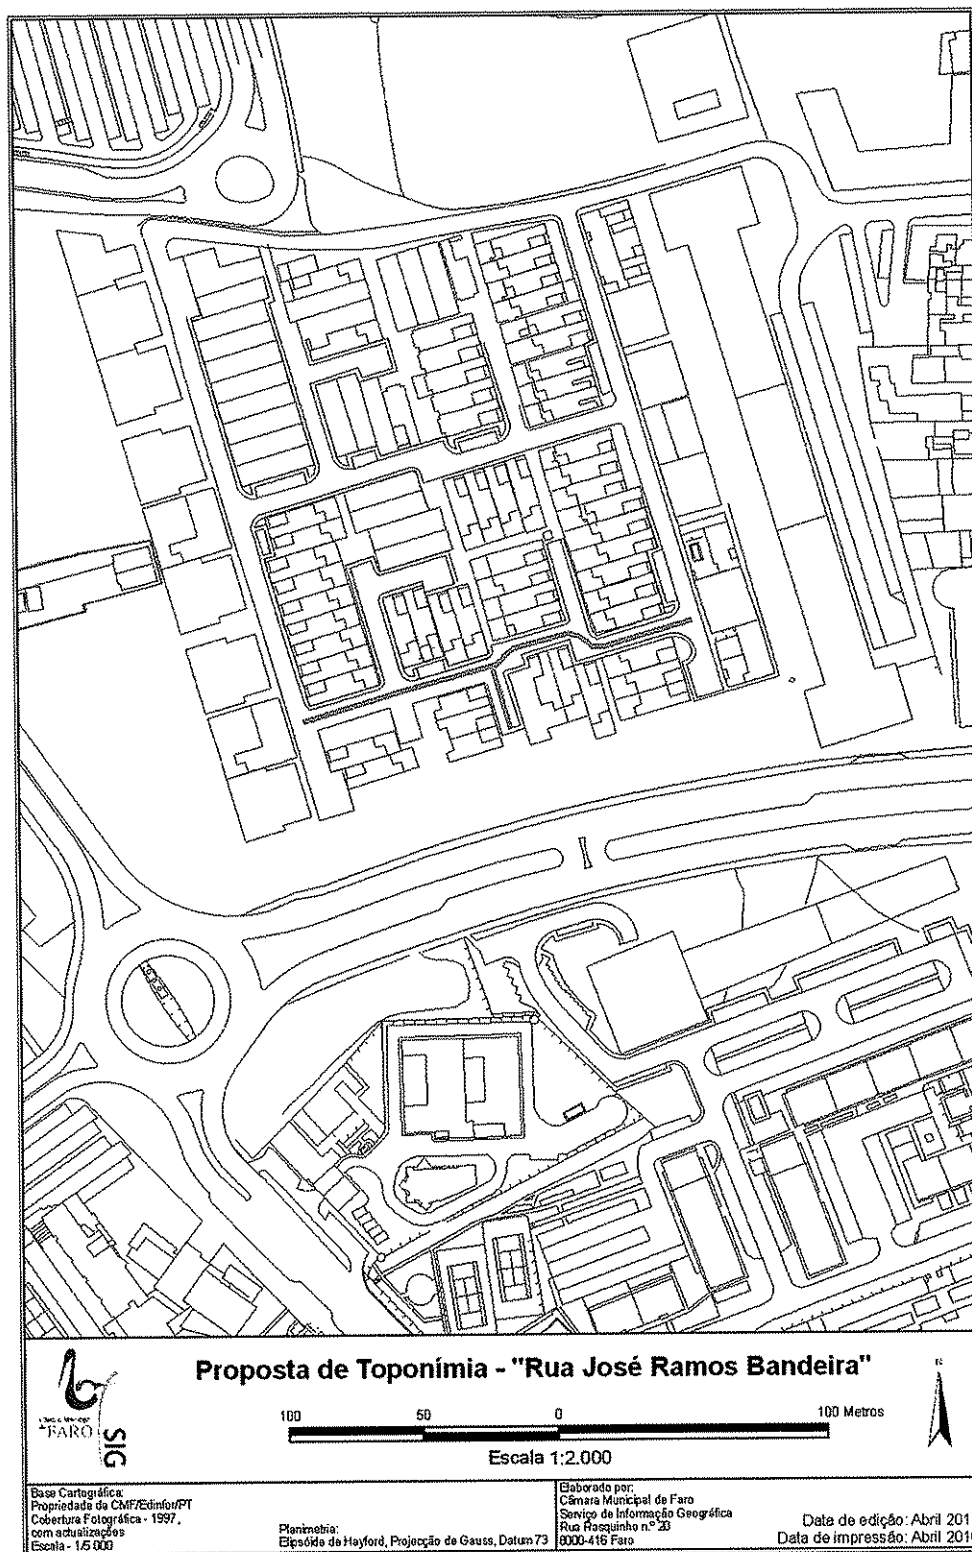 Proposta de Toponímia - "Rua José Ramos Bandeira"
N
100 50 0 100 Metros
Escala 1:2.000
FARO
SIG
Base Cartográfica:
Propriedade da CMF/Edinfor/PT
Cobertura Fotográfica - 1997,
com actualizações
Escala - 1/5 000
Planimetria:
Elipsóide de Hayford, Projecção de Gauss, Datum 73
Elaborado por:
Câmara Municipal de Faro
Serviço de Informação Geográfica
Rua Rasquinho n.º 20
8000-416 Faro
Data de edição: Abril 201
Data de impressão: Abril 201